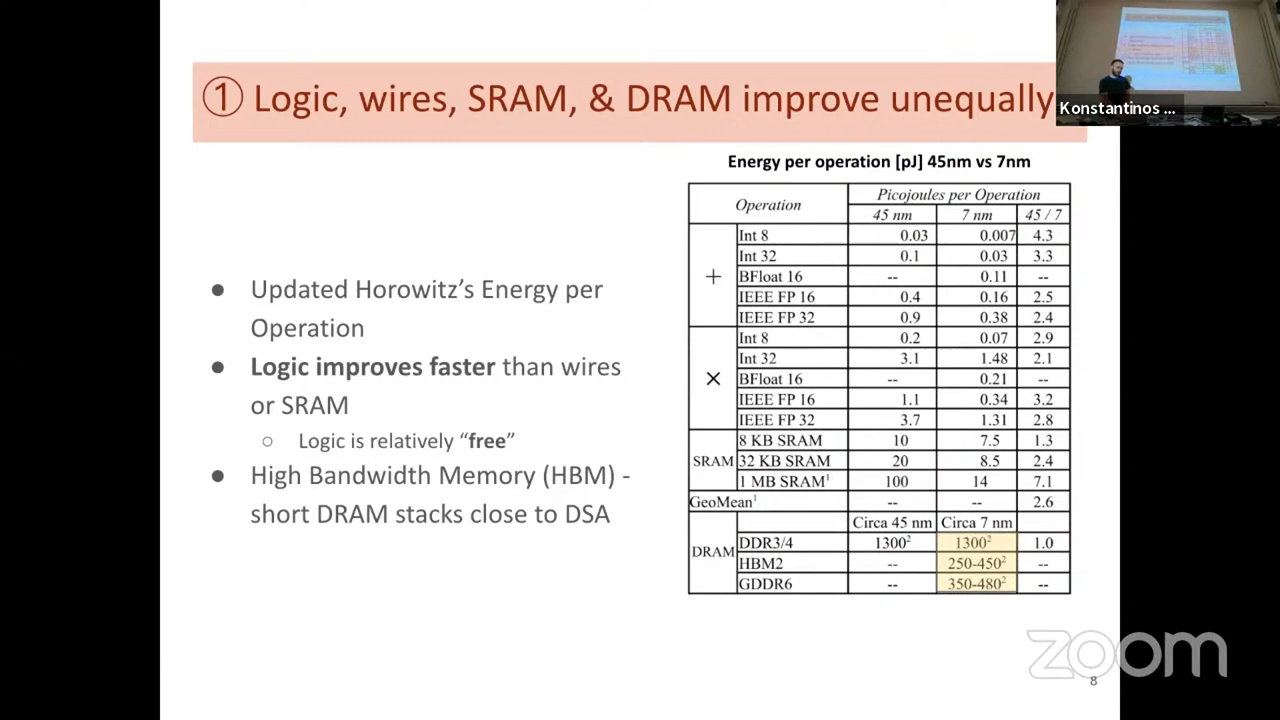 ① Logic, wires, SRAM, & DRAM improve unequally
Konstantinos ...
Energy per operation [pJ] 45nm vs 7nm
● Updated Horowitz’s Energy per
Operation
● Logic improves faster than wires
or SRAM
○ Logic is relatively “free”
● High Bandwidth Memory (HBM) -
short DRAM stacks close to DSA
Operation Picojoules per Operation
45 nm 7 nm 45 / 7
+ Int 8 0.03 0.007 4.3
Int 32 0.1 0.03 3.3
BFloat 16 -- 0.11 --
IEEE FP 16 0.4 0.16 2.5
IEEE FP 32 0.9 0.38 2.4
× Int 8 0.2 0.07 2.9
Int 32 3.1 1.48 2.1
BFloat 16 -- 0.21 --
IEEE FP 16 1.1 0.34 3.2
IEEE FP 32 3.7 1.31 2.8
SRAM 8 KB SRAM 10 7.5 1.3
32 KB SRAM 20 8.5 2.4
1 MB SRAM¹ 100 14 7.1
GeoMean¹ -- -- 2.6
DRAM Circa 45 nm Circa 7 nm
DDR3/4 1300² 1300² 1.0
HBM2 -- 250-450² --
GDDR6 -- 350-480² --
zoom
8